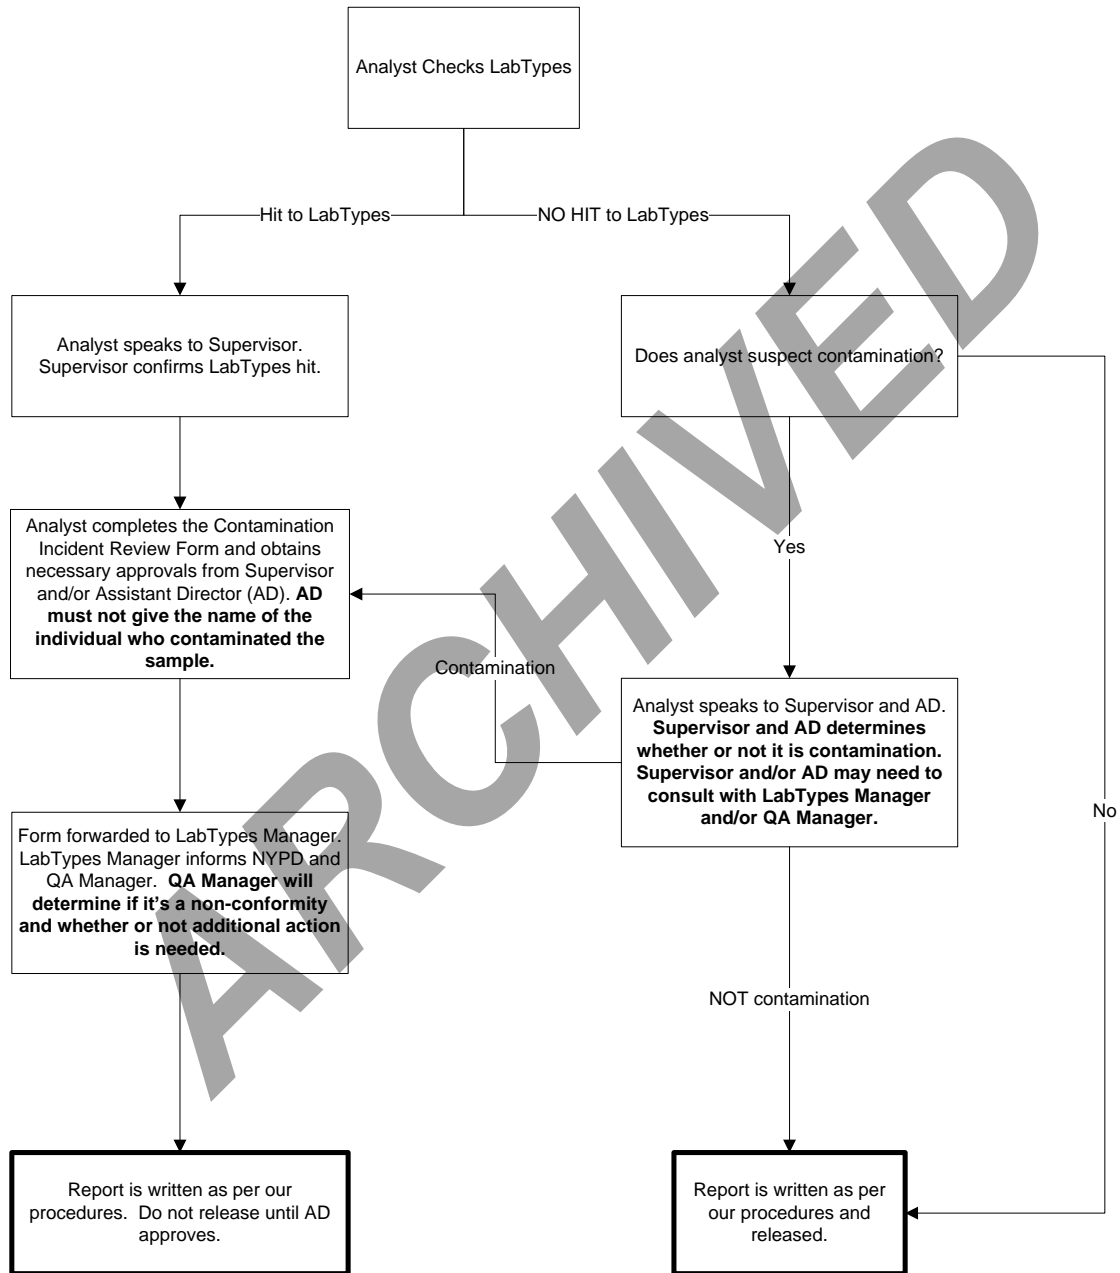 Analyst Checks LabTypes
Hit to LabTypes
NO HIT to LabTypes
Analyst speaks to Supervisor.
Supervisor confirms LabTypes hit.
Does analyst suspect contamination?
Analyst completes the Contamination
Incident Review Form and obtains
necessary approvals from Supervisor
and/or Assistant Director (AD). AD
must not give the name of the
individual who contaminated the
sample.
Yes
Contamination
Analyst speaks to Supervisor and AD.
Supervisor and AD determines
whether or not it is contamination.
Supervisor and/or AD may need to
consult with LabTypes Manager
and/or QA Manager.
No
Form forwarded to LabTypes Manager.
LabTypes Manager informs NYPD and
QA Manager. QA Manager will
determine if it's a non-conformity
and whether or not additional action
is needed.
NOT contamination
Report is written as per our
procedures. Do not release until AD
approves.
Report is written as per
our procedures and
released.
ARCHIVED